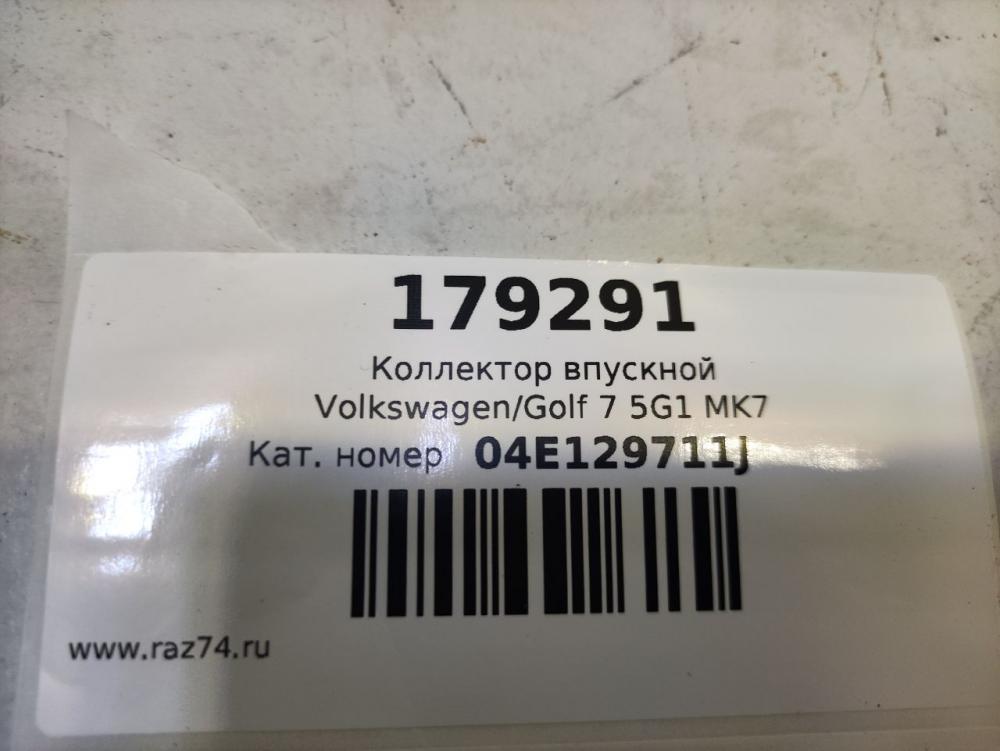 179291
Коллектор впускной
Volkswagen/Golf 7 5G1 MK7
Кат. номер 04E129711J
www.raz74.ru